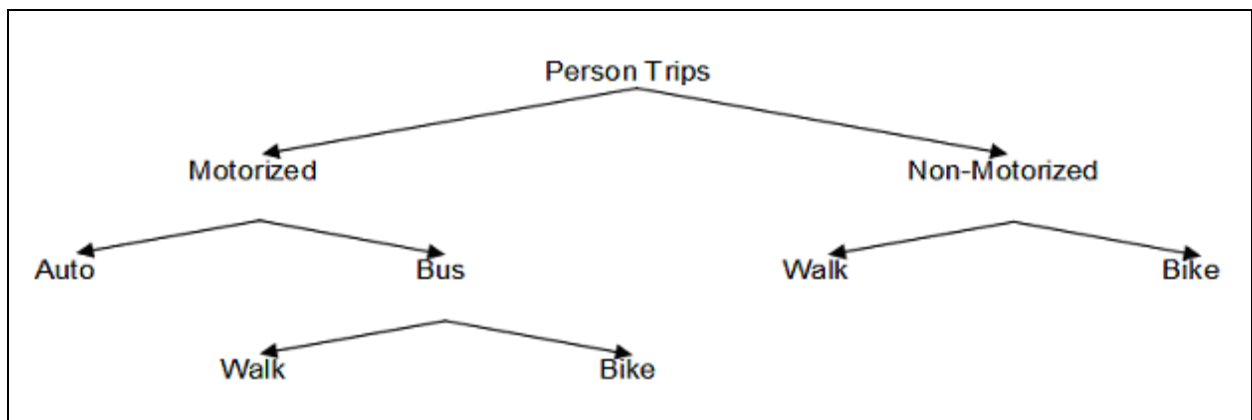 Person Trips
Motorized
Non-Motorized
Auto
Bus
Walk
Bike
Walk
Bike